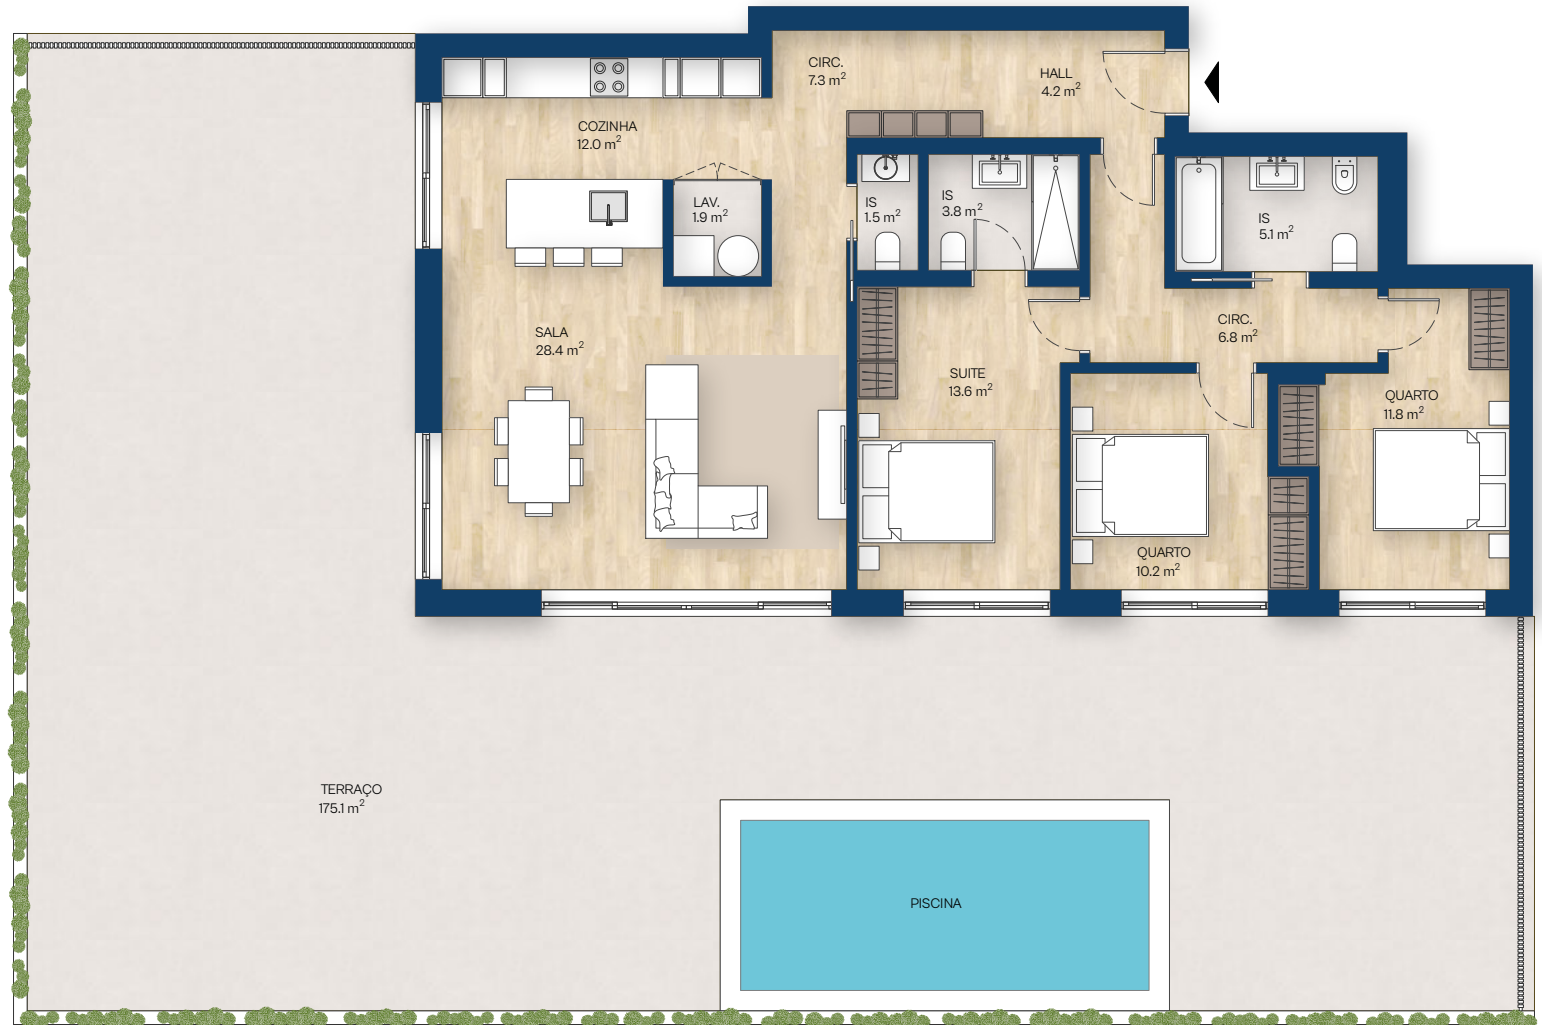 CIRC.
7.3 m²
HALL
4.2 m²
COZINHA
12.0 m²
LAV.
1.9 m²
IS
1.5 m²
IS
3.8 m²
IS
5.1 m²
SALA
28.4 m²
CIRC.
6.8 m²
SUITE
13.6 m²
QUARTO
11.8 m²
QUARTO
10.2 m²
TERRAÇO
175.1 m²
PISCINA